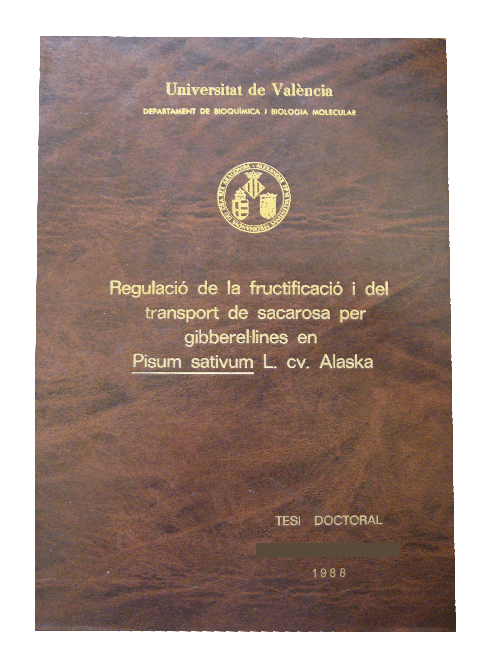 Universitat de València
DEPARTAMENT DE BIOQUÍMICA I BIOLOGIA MOLECULAR
Regulació de la fructificació i del
transport de sacarosa per
gibberel·lines en
Pisum sativum L. cv. Alaska
TESI DOCTORAL
1988